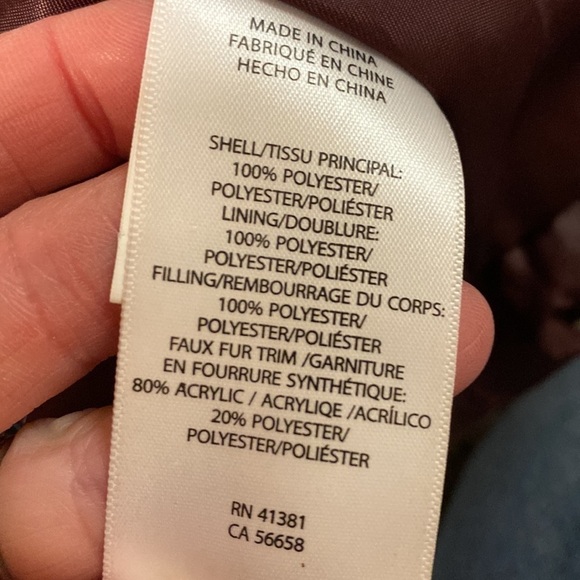 MADE IN CHINA
FABRIQUÉ EN CHINE
HECHO EN CHINA
SHELL/TISSU PRINCIPAL:
100% POLYESTER/
POLYESTER/POLIÉSTER
LINING/DOUBLURE:
100% POLYESTER/
POLYESTER/POLIÉSTER
FILLING/REMBOURRAGE DU CORPS:
100% POLYESTER/
POLYESTER/POLIÉSTER
FAUX FUR TRIM /GARNITURE
EN FOURRURE SYNTHÉTIQUE:
80% ACRYLIC / ACRYLIQE /ACRÍLICO
20% POLYESTER/
POLYESTER/POLIÉSTER
RN 41381
CA 56658